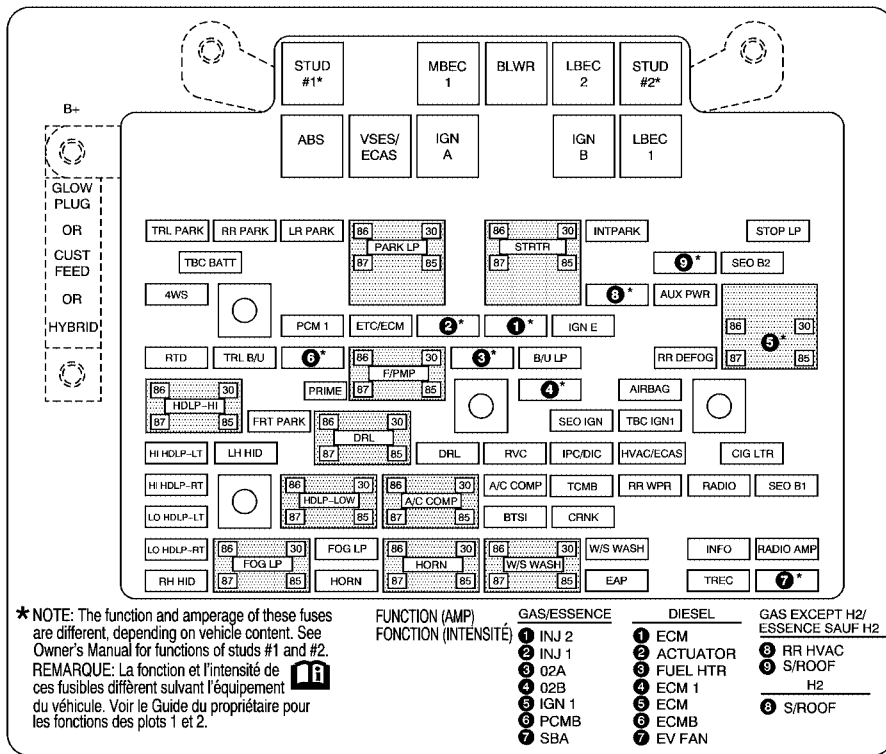 STUD #1*
MBEC 1
BLWR
LBEC 2
STUD #2*
B+
ABS
VSES/ ECAS
IGN A
IGN B
LBEC 1
GLOW PLUG
OR
CUST FEED
OR
HYBRID
TRL PARK
RR PARK
LR PARK
86 30
PARK LP
87 85
86 30
STRTR
87 85
INTPARK
STOP LP
TBC BATT
9 *
SEO B2
4WS
8 *
AUX PWR
86 30
5 *
87 85
PCM 1
ETC/ECM
2 *
1 *
IGN E
RTD
TRL B/U
6 *
86 30
F/PMP
87 85
3 *
B/U LP
RR DEFOG
PRIME
4 *
AIRBAG
86 30
HDLP-HI
87 85
FRT PARK
86 30
DRL
87 85
SEO IGN
TBC IGN1
HI HDLP-LT
LH HID
DRL
RVC
IPC/DIC
HVAC/ECAS
CIG LTR
HI HDLP-RT
86 30
HDLP-LOW
87 85
86 30
A/C COMP
87 85
A/C COMP
TCMB
RR WPR
RADIO
SEO B1
LO HDLP-LT
BTSI
CRNK
LO HDLP-RT
86 30
FOG LP
87 85
FOG LP
86 30
HORN
87 85
86 30
W/S WASH
87 85
W/S WASH
INFO
RADIO AMP
RH HID
HORN
EAP
TREC
7 *
* NOTE: The function and amperage of these fuses
are different, depending on vehicle content. See
Owner's Manual for functions of studs #1 and #2.
REMARQUE: La fonction et l'intensité de
ces fusibles diffèrent sulvant l'équipement
du véhicule. Voir le Guide du propriétaire pour
les fonctions des plots 1 et 2.
FUNCTION (AMP)
FONCTION (INTENSITÉ)
GAS/ESSENCE
1 INJ 2
2 INJ 1
3 02A
4 02B
5 IGN 1
6 PCMB
7 SBA
DIESEL
1 ECM
2 ACTUATOR
3 FUEL HTR
4 ECM 1
5 ECM
6 ECMB
7 EV FAN
GAS EXCEPT H2/
ESSENCE SAUF H2
8 RR HVAC
9 S/ROOF
H2
8 S/ROOF